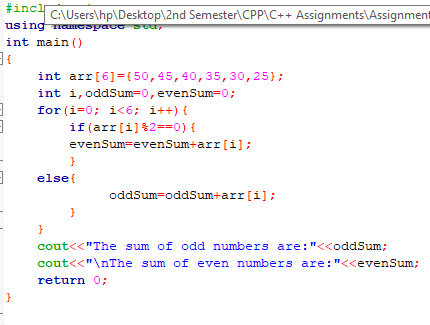 #incl
C:\Users\hp\Desktop\2nd Semester\CPP\C++ Assignments\Assignment
using namespace std;
int main()
{
int arr[6]={50,45,40,35,30,25};
int i,oddSum=0,evenSum=0;
for(i=0; i<6; i++){
if(arr[i]%2==0){
evenSum=evenSum+arr[i];
}
else{
oddSum=oddSum+arr[i];
}
}
cout<<"The sum of odd numbers are:"<<oddSum;
cout<<"\nThe sum of even numbers are:"<<evenSum;
return 0;
}